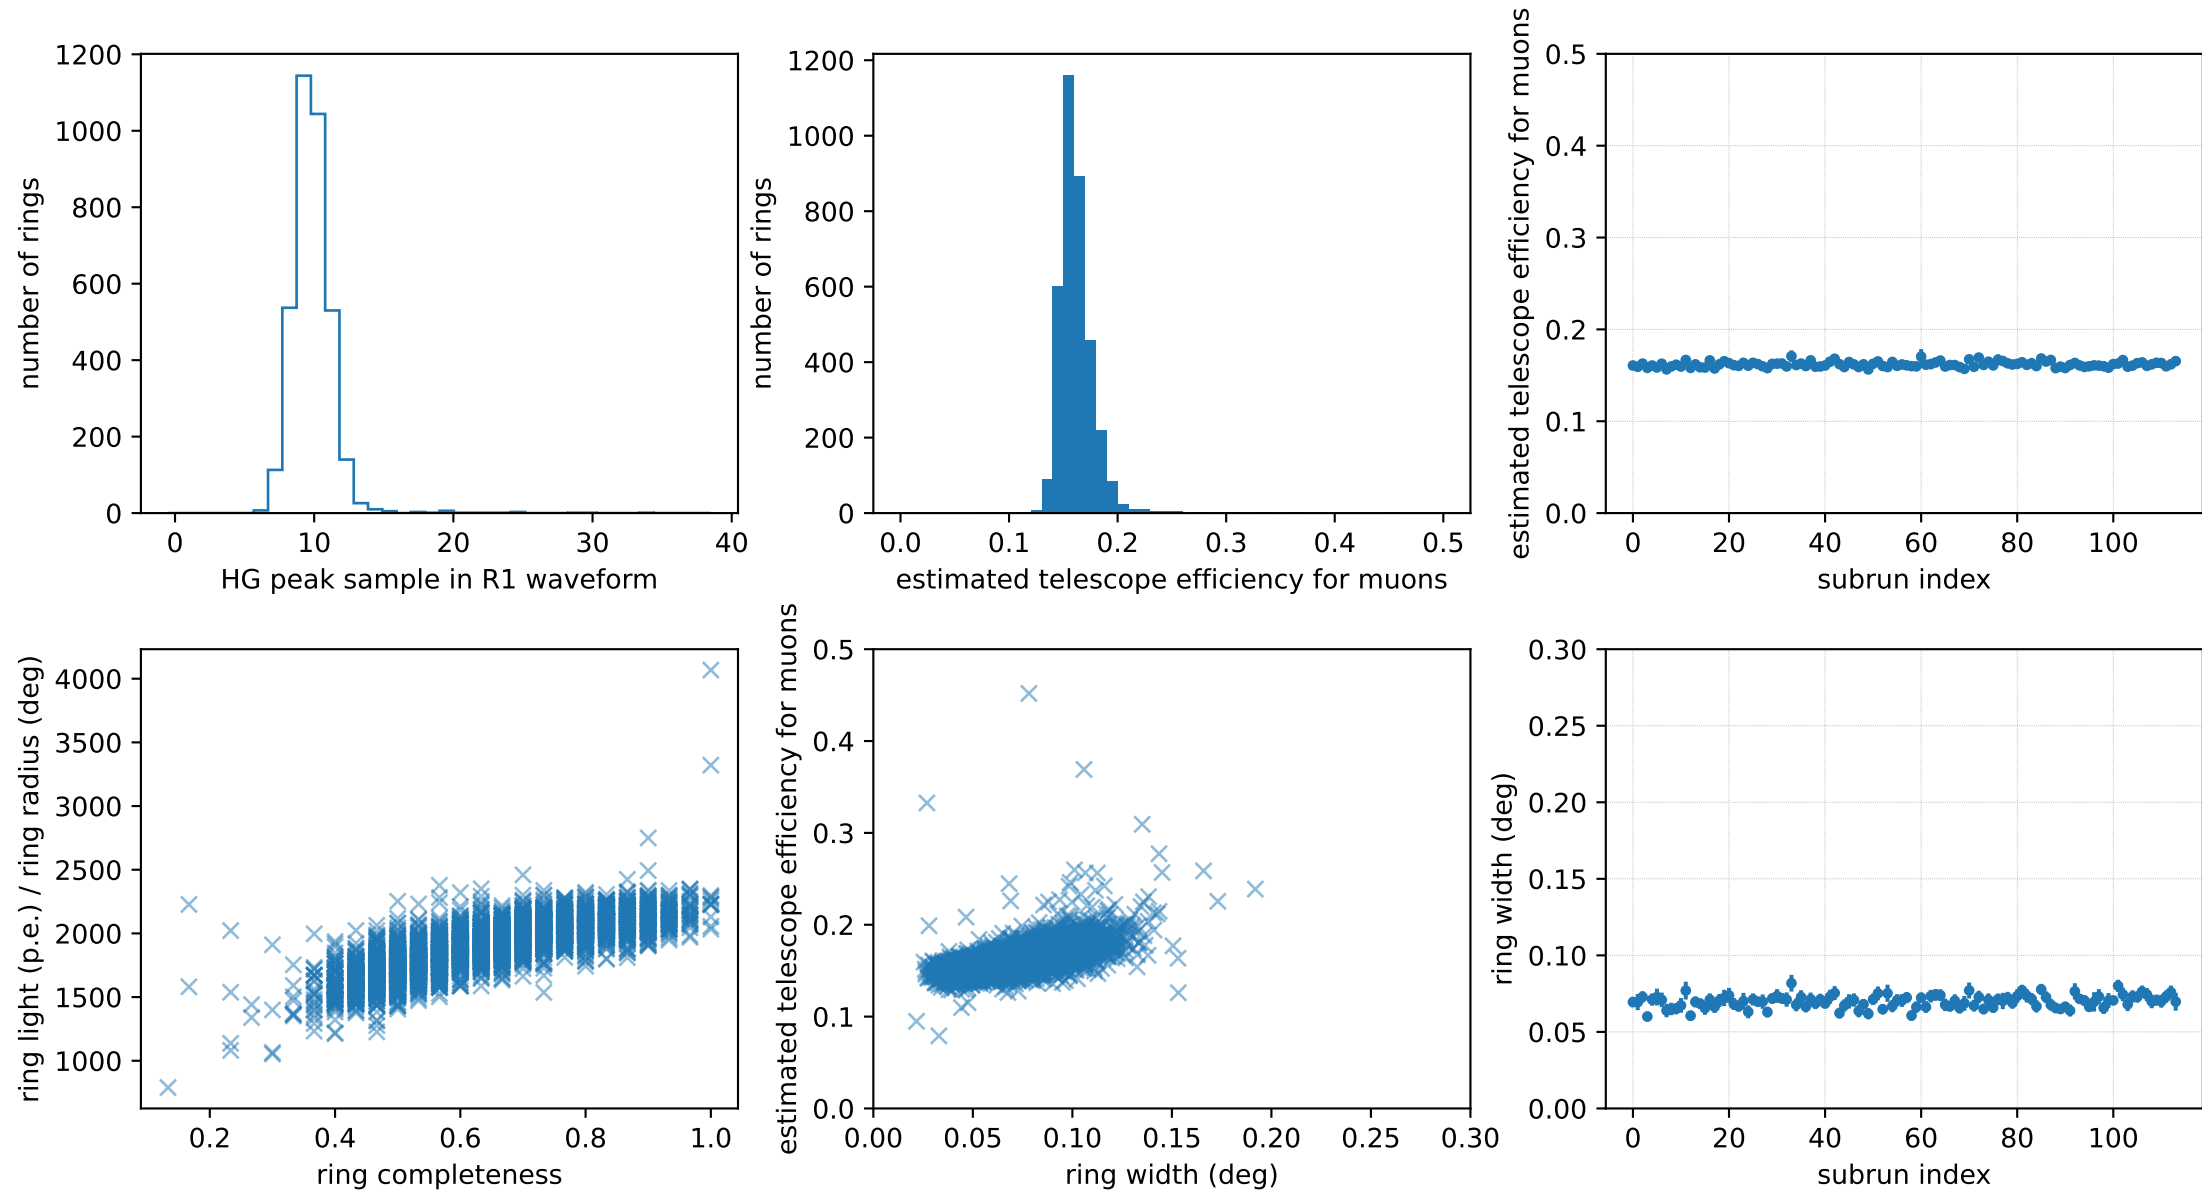 1200
1000
800
600
400
200
0
number of rings
0 10 20 30 40
HG peak sample in R1 waveform
1200
1000
800
600
400
200
0
number of rings
0.0 0.1 0.2 0.3 0.4 0.5
estimated telescope efficiency for muons
0.5
0.4
0.3
0.2
0.1
0.0
estimated telescope efficiency for muons
0 20 40 60 80 100
subrun index
4000
3500
3000
2500
2000
1500
1000
ring light (p.e.) / ring radius (deg)
0.2 0.4 0.6 0.8 1.0
ring completeness
0.5
0.4
0.3
0.2
0.1
0.0
estimated telescope efficiency for muons
0.00 0.05 0.10 0.15 0.20 0.25 0.30
ring width (deg)
0.30
0.25
0.20
0.15
0.10
0.05
0.00
ring width (deg)
0 20 40 60 80 100
subrun index